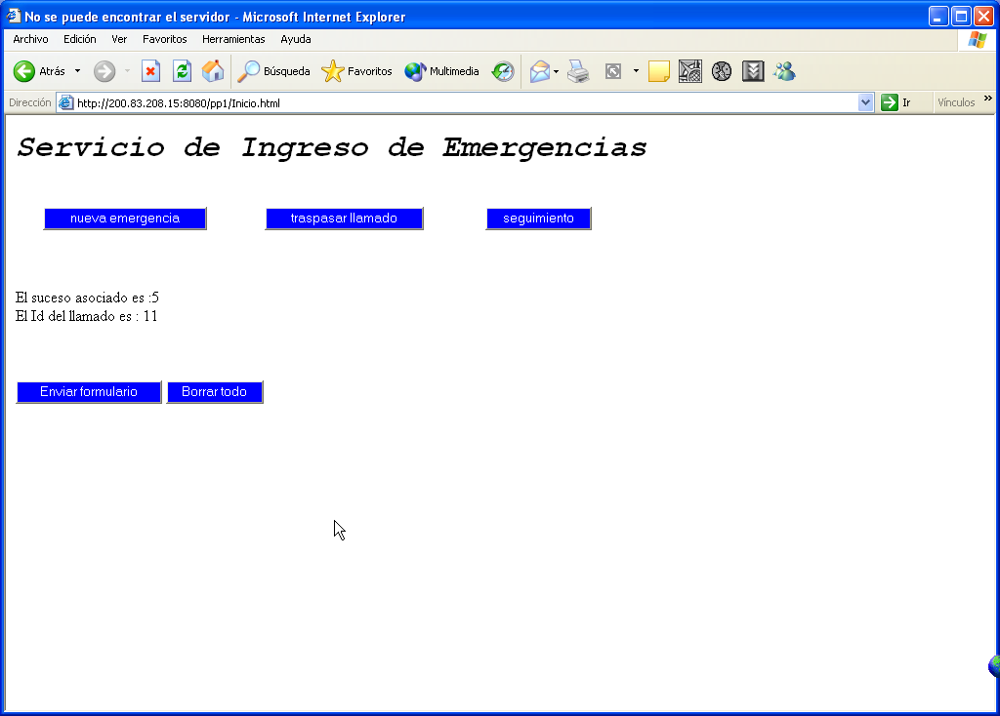 No se puede encontrar el servidor - Microsoft Internet Explorer
Archivo Edición Ver Favoritos Herramientas Ayuda
Atrás Búsqueda Favoritos Multimedia
Dirección http://200.83.208.15:8080/pp1/Inicio.html Ir Vínculos »
Servicio de Ingreso de Emergencias
nueva emergencia traspasar llamado seguimiento
El suceso asociado es :5
El Id del llamado es : 11
Enviar formulario Borrar todo